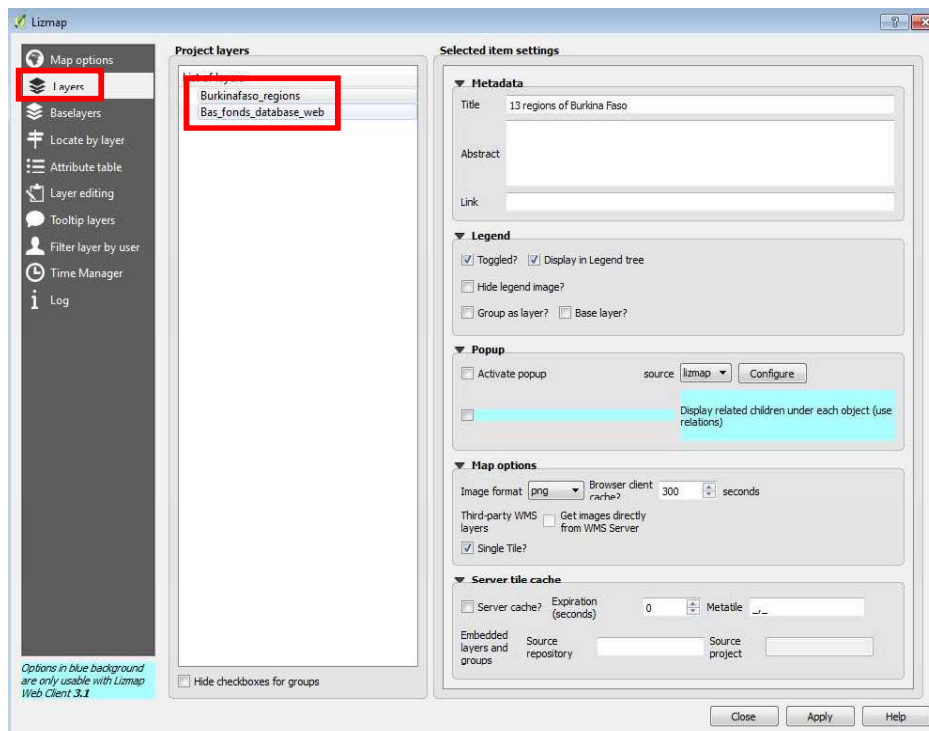 Lizmap
Map options
Layers
Baselayers
Locate by layer
Attribute table
Layer editing
Tooltip layers
Filter layer by user
Time Manager
Log
Options in blue background
are only usable with Lizmap
Web Client 3.1
Project layers
List of layers
Burkinafaso_regions
Bas_fonds_database_web
Hide checkboxes for groups
Selected item settings
Metadata
Title 13 regions of Burkina Faso
Abstract
Link
Legend
Toggled? Display in Legend tree
Hide legend image?
Group as layer? Base layer?
Popup
Activate popup source lizmap Configure
Display related children under each object (use
relations)
Map options
Image format png Browser client
cache? 300 seconds
Third-party WMS
layers
Get images directly
from WMS Server
Single Tile?
Server tile cache
Server cache? Expiration
(seconds) 0 Metatile _,_
Embedded
layers and
groups
Source
repository
Source
project
Close Apply Help